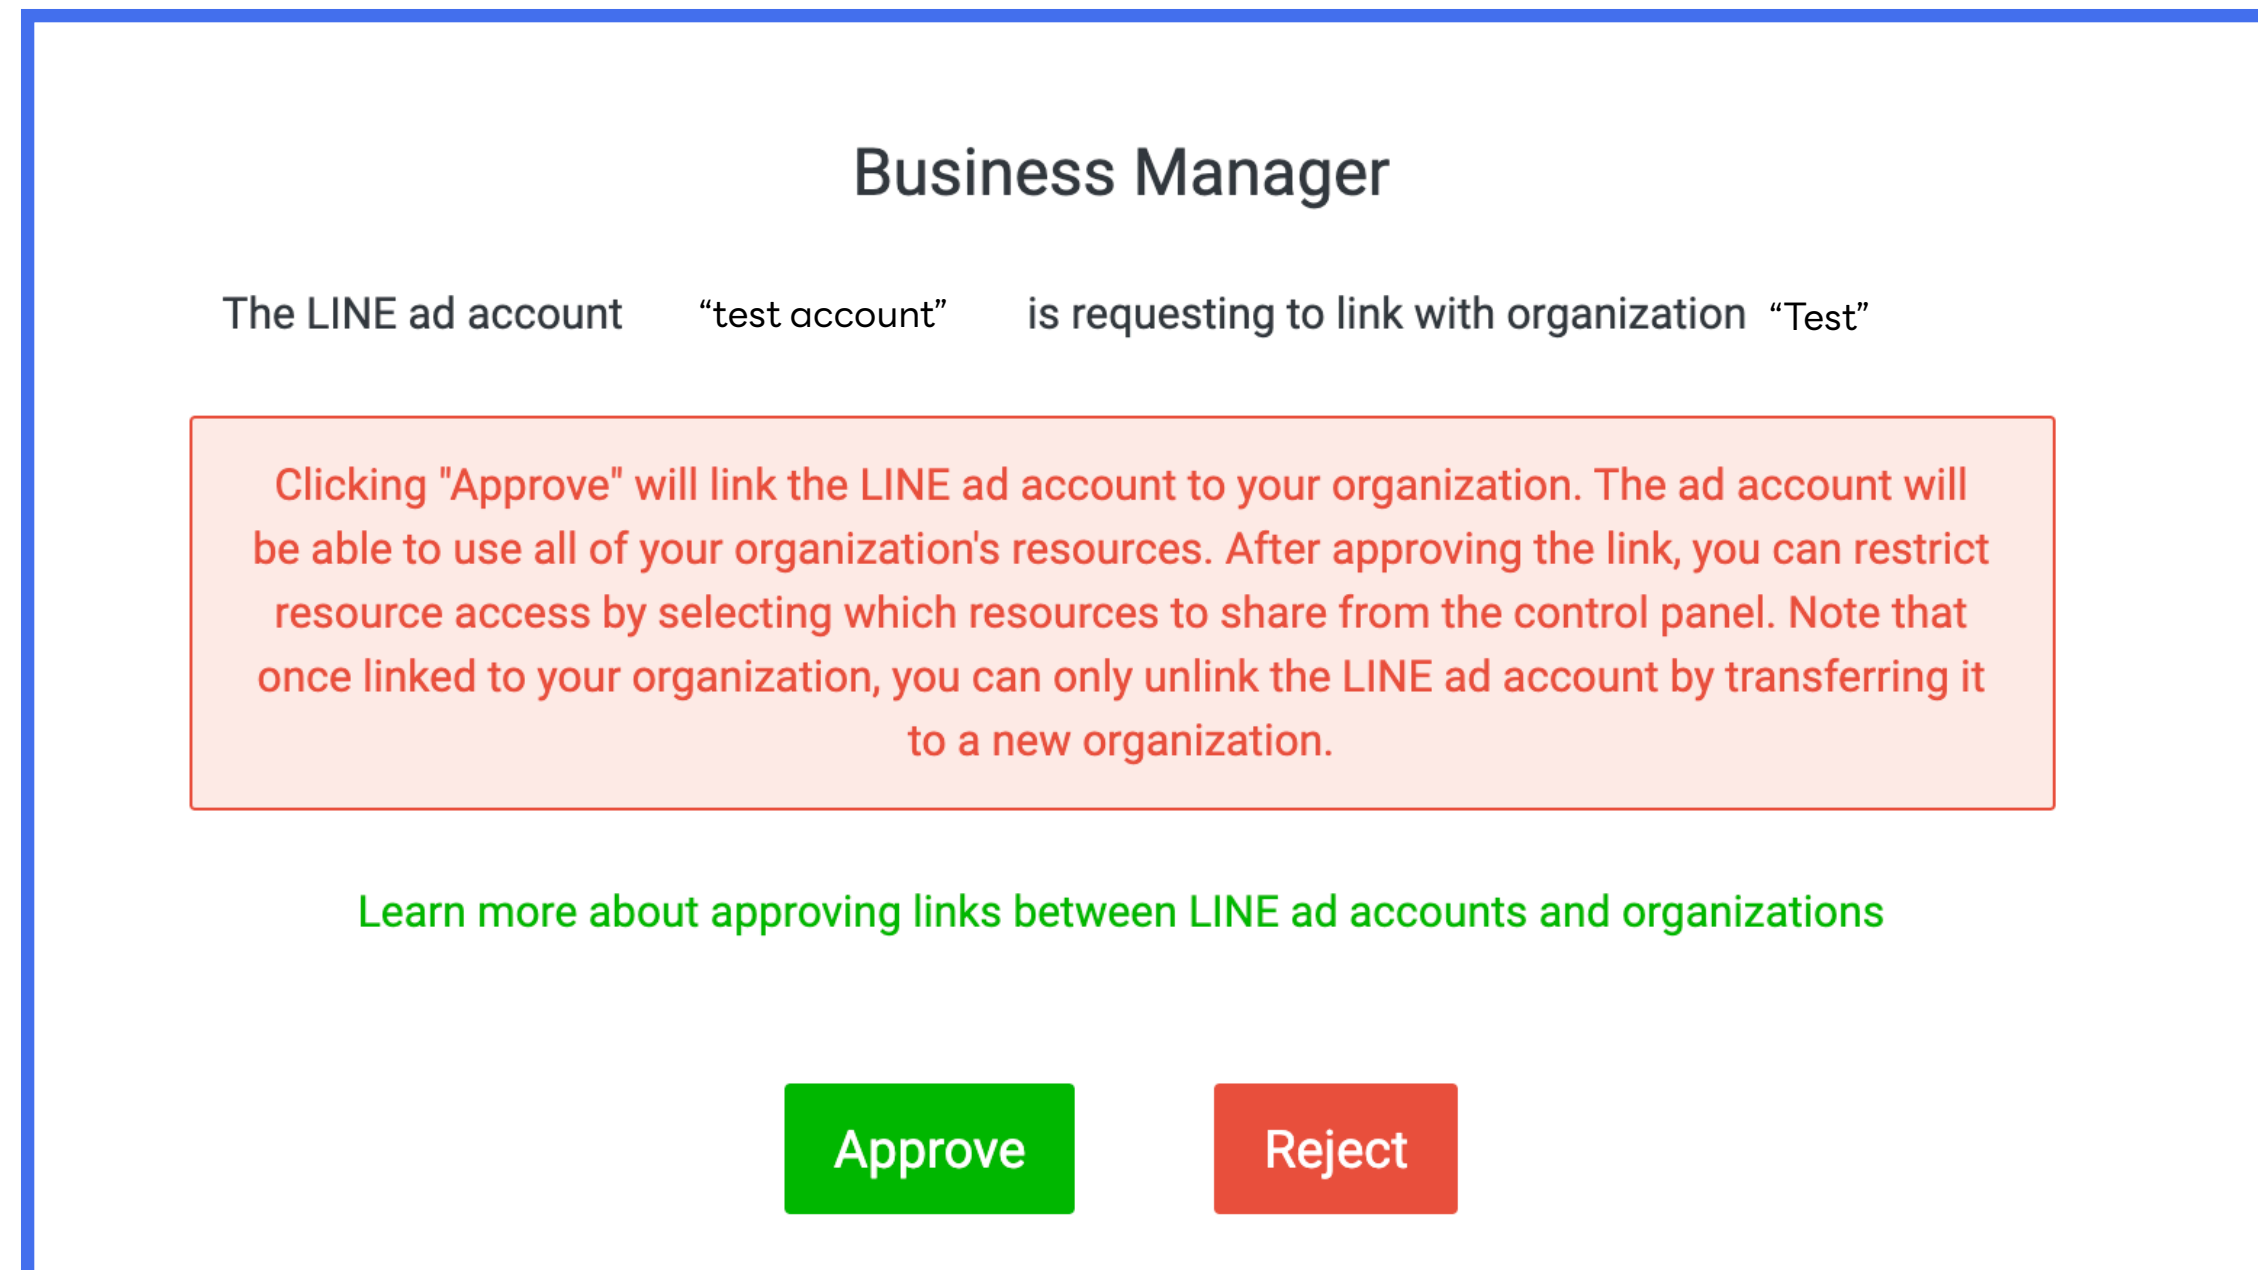 Business Manager
The LINE ad account “test account” is requesting to link with organization “Test”
Clicking "Approve" will link the LINE ad account to your organization. The ad account will
be able to use all of your organization's resources. After approving the link, you can restrict
resource access by selecting which resources to share from the control panel. Note that
once linked to your organization, you can only unlink the LINE ad account by transferring it
to a new organization.
Learn more about approving links between LINE ad accounts and organizations
Approve Reject